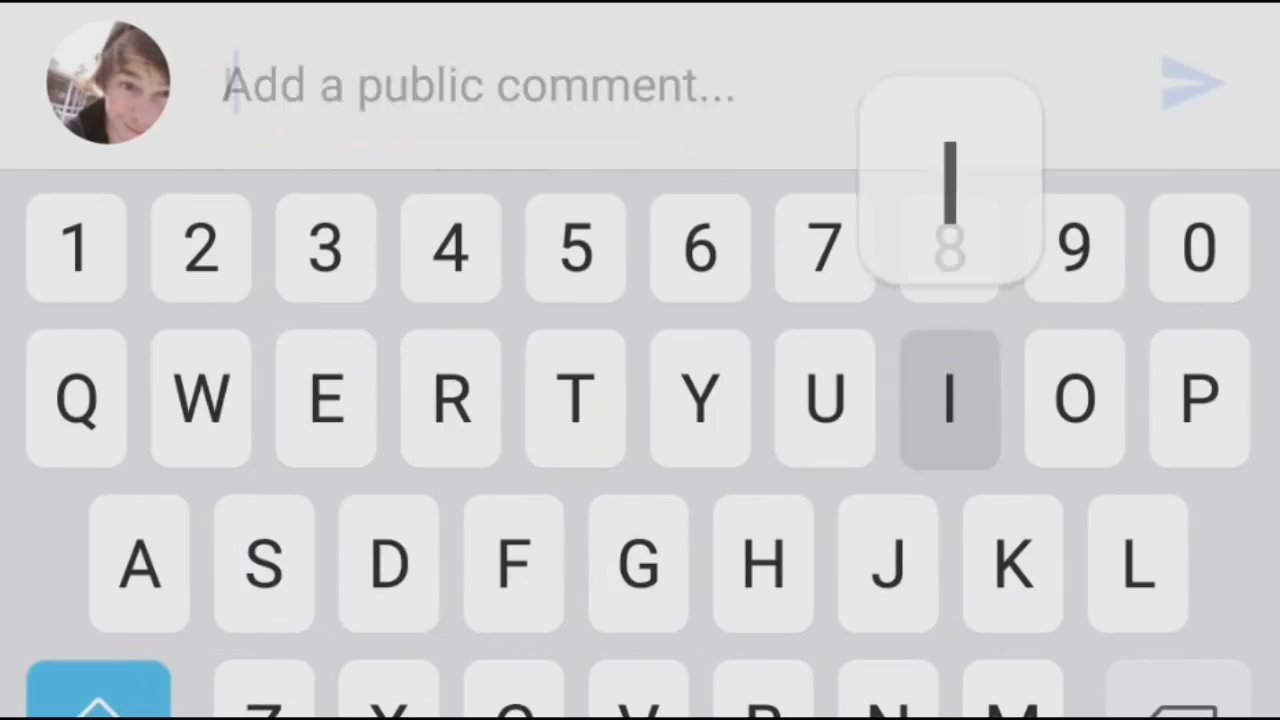 Add a public comment...
I
1 2 3 4 5 6 7 8 9 0
Q W E R T Y U I O P
A S D F G H J K L
Z X C V B N M